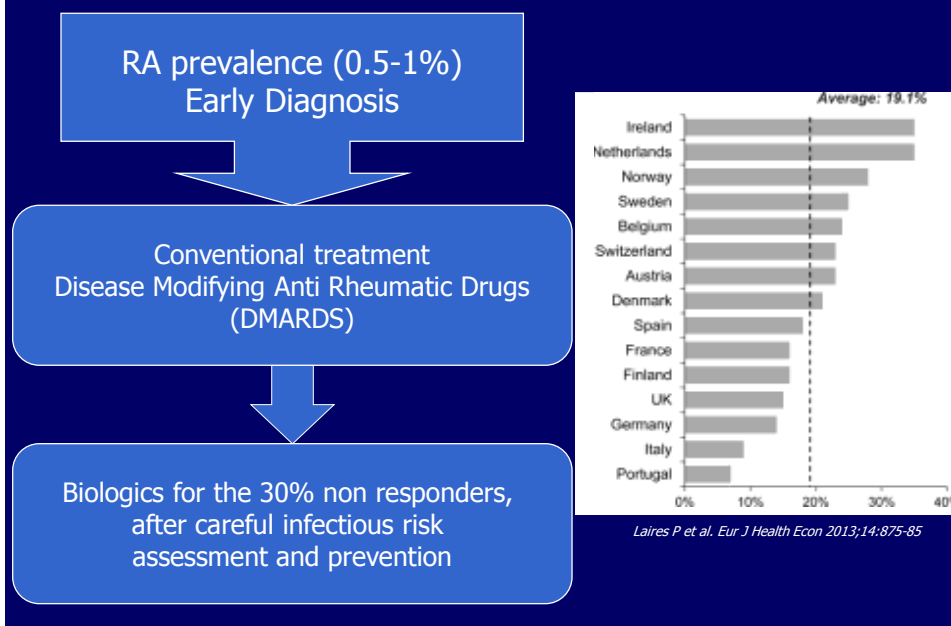 RA prevalence (0.5-1%)
Early Diagnosis
Conventional treatment
Disease Modifying Anti Rheumatic Drugs
(DMARDS)
Biologics for the 30% non responders,
after careful infectious risk
assessment and prevention
Average: 19.1%
Ireland
Netherlands
Norway
Sweden
Belgium
Switzerland
Austria
Denmark
Spain
France
Finland
UK
Germany
Italy
Portugal
0% 10% 20% 30% 40%
Laires P et al. Eur J Health Econ 2013;14:875-85